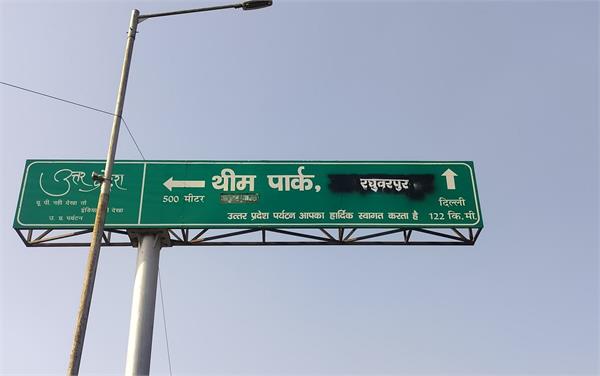 उत्तर प्रदेश
यू.पी. नहीं देखा तो
इंडिया नहीं देखा
उ. प्र. पर्यटन
← थीम पार्क, रघुवरपुर ↑
500 मीटर
दिल्ली
उत्तर प्रदेश पर्यटन आपका हार्दिक स्वागत करता है
122 कि.मी.